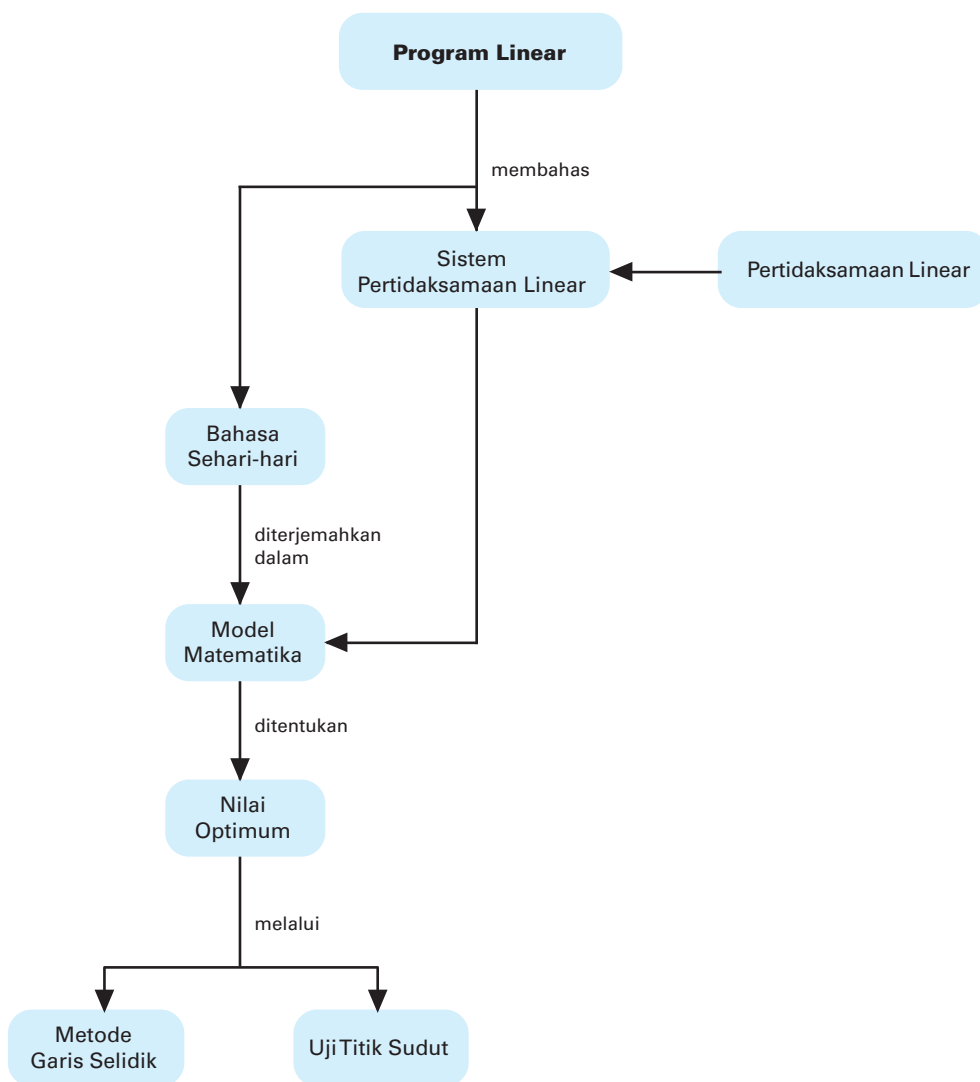 Program Linear
membahas
Sistem
Pertidaksamaan Linear
Pertidaksamaan Linear
Bahasa
Sehari-hari
diterjemahkan
dalam
Model
Matematika
ditentukan
Nilai
Optimum
melalui
Metode
Garis Selidik
Uji Titik Sudut